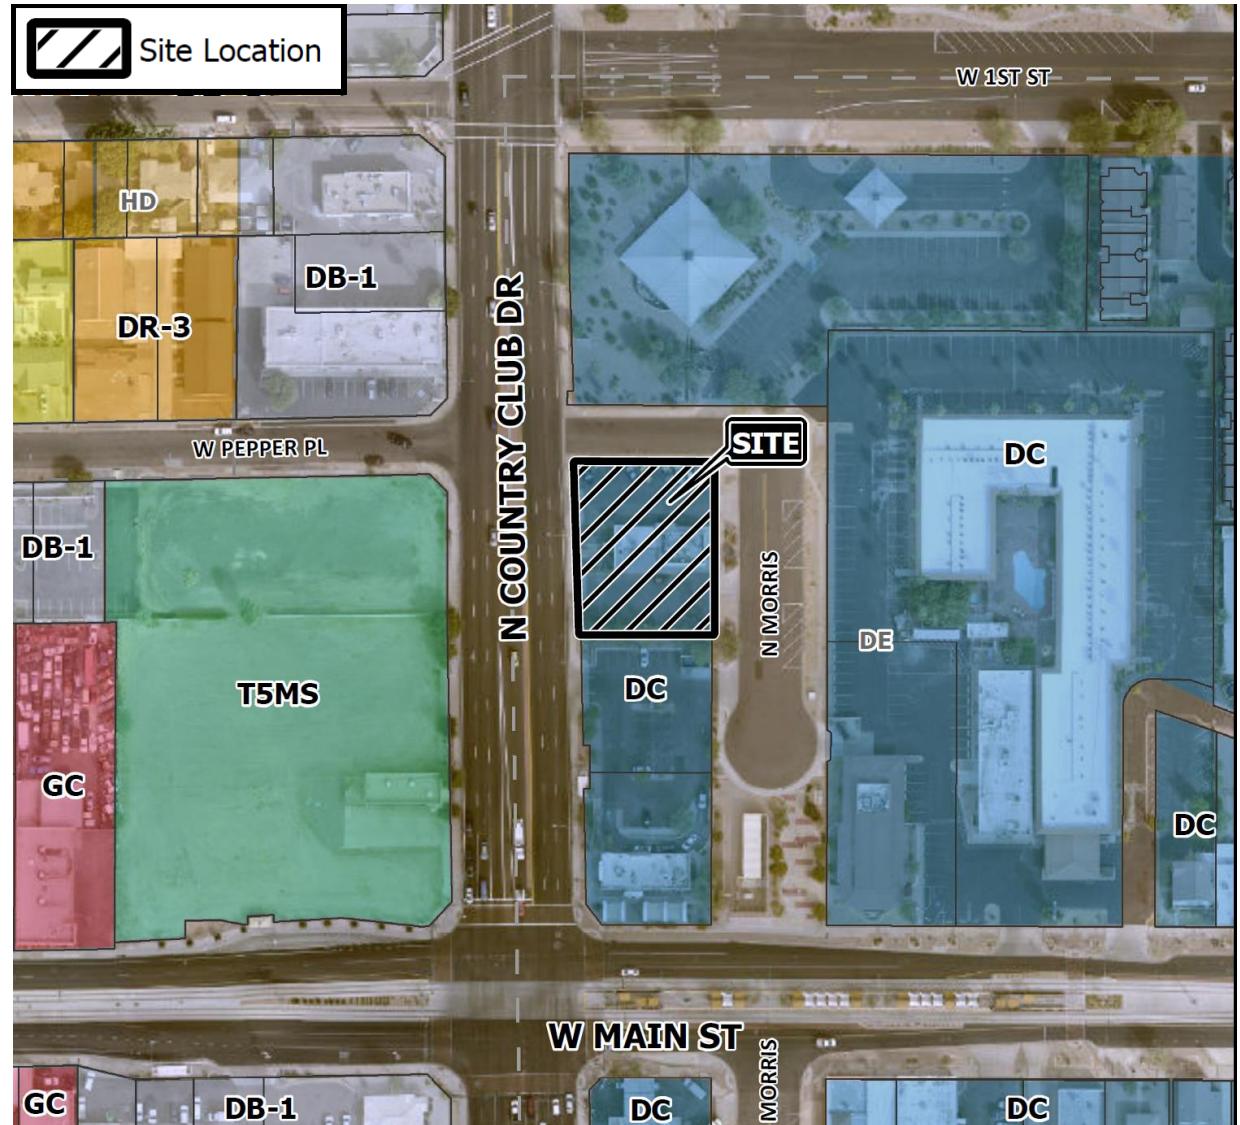 Site Location
W 1ST ST
HD
DB-1
DR-3
N COUNTRY CLUB DR
W PEPPER PL
SITE
DC
DB-1
N MORRIS
DE
T5MS
DC
GC
DC
W MAIN ST
MORRIS
GC
DB-1
DC
DC